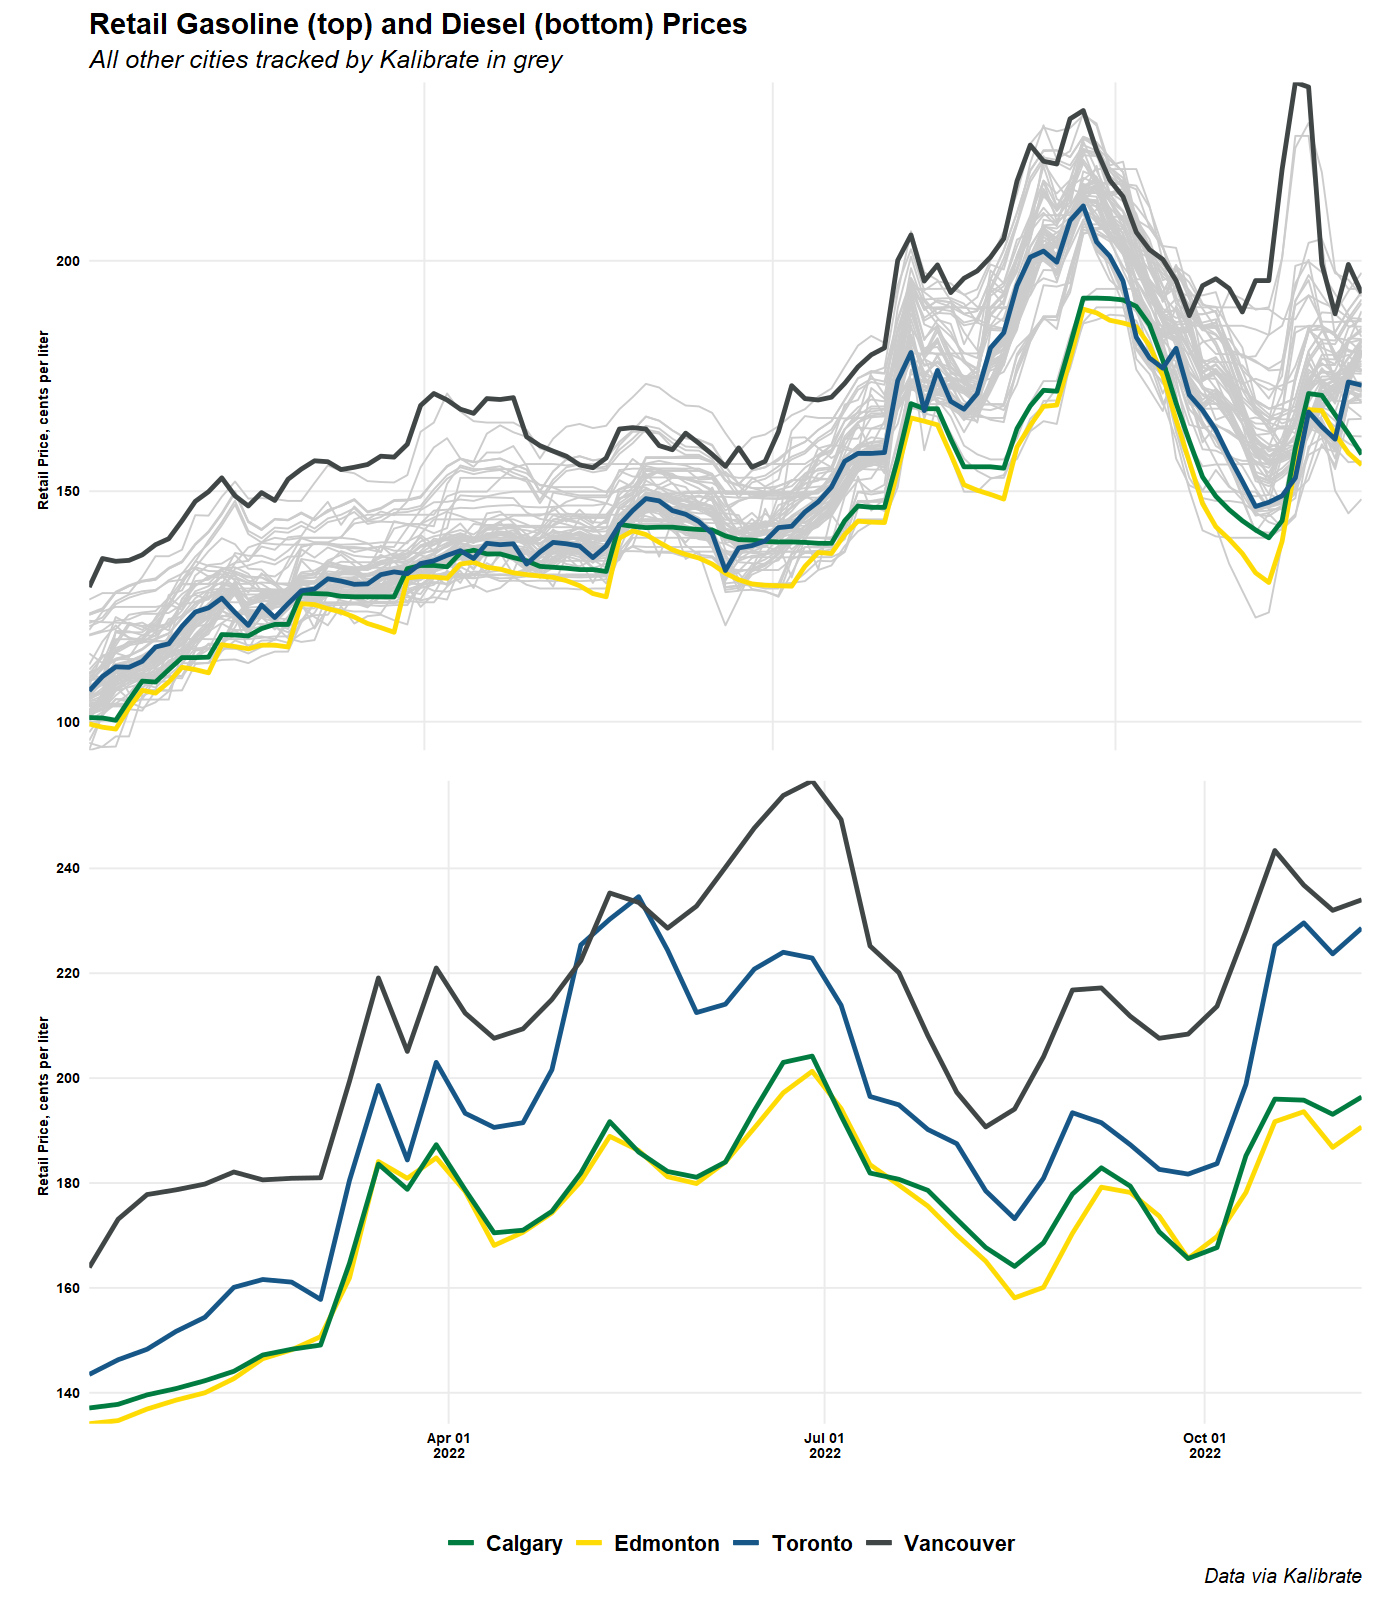 Retail Gasoline (top) and Diesel (bottom) Prices
All other cities tracked by Kalibrate in grey
Retail Price, cents per liter
200
150
100
Retail Price, cents per liter
240
220
200
180
160
140
Apr 01
2022
Jul 01
2022
Oct 01
2022
Calgary Edmonton Toronto Vancouver
Data via Kalibrate